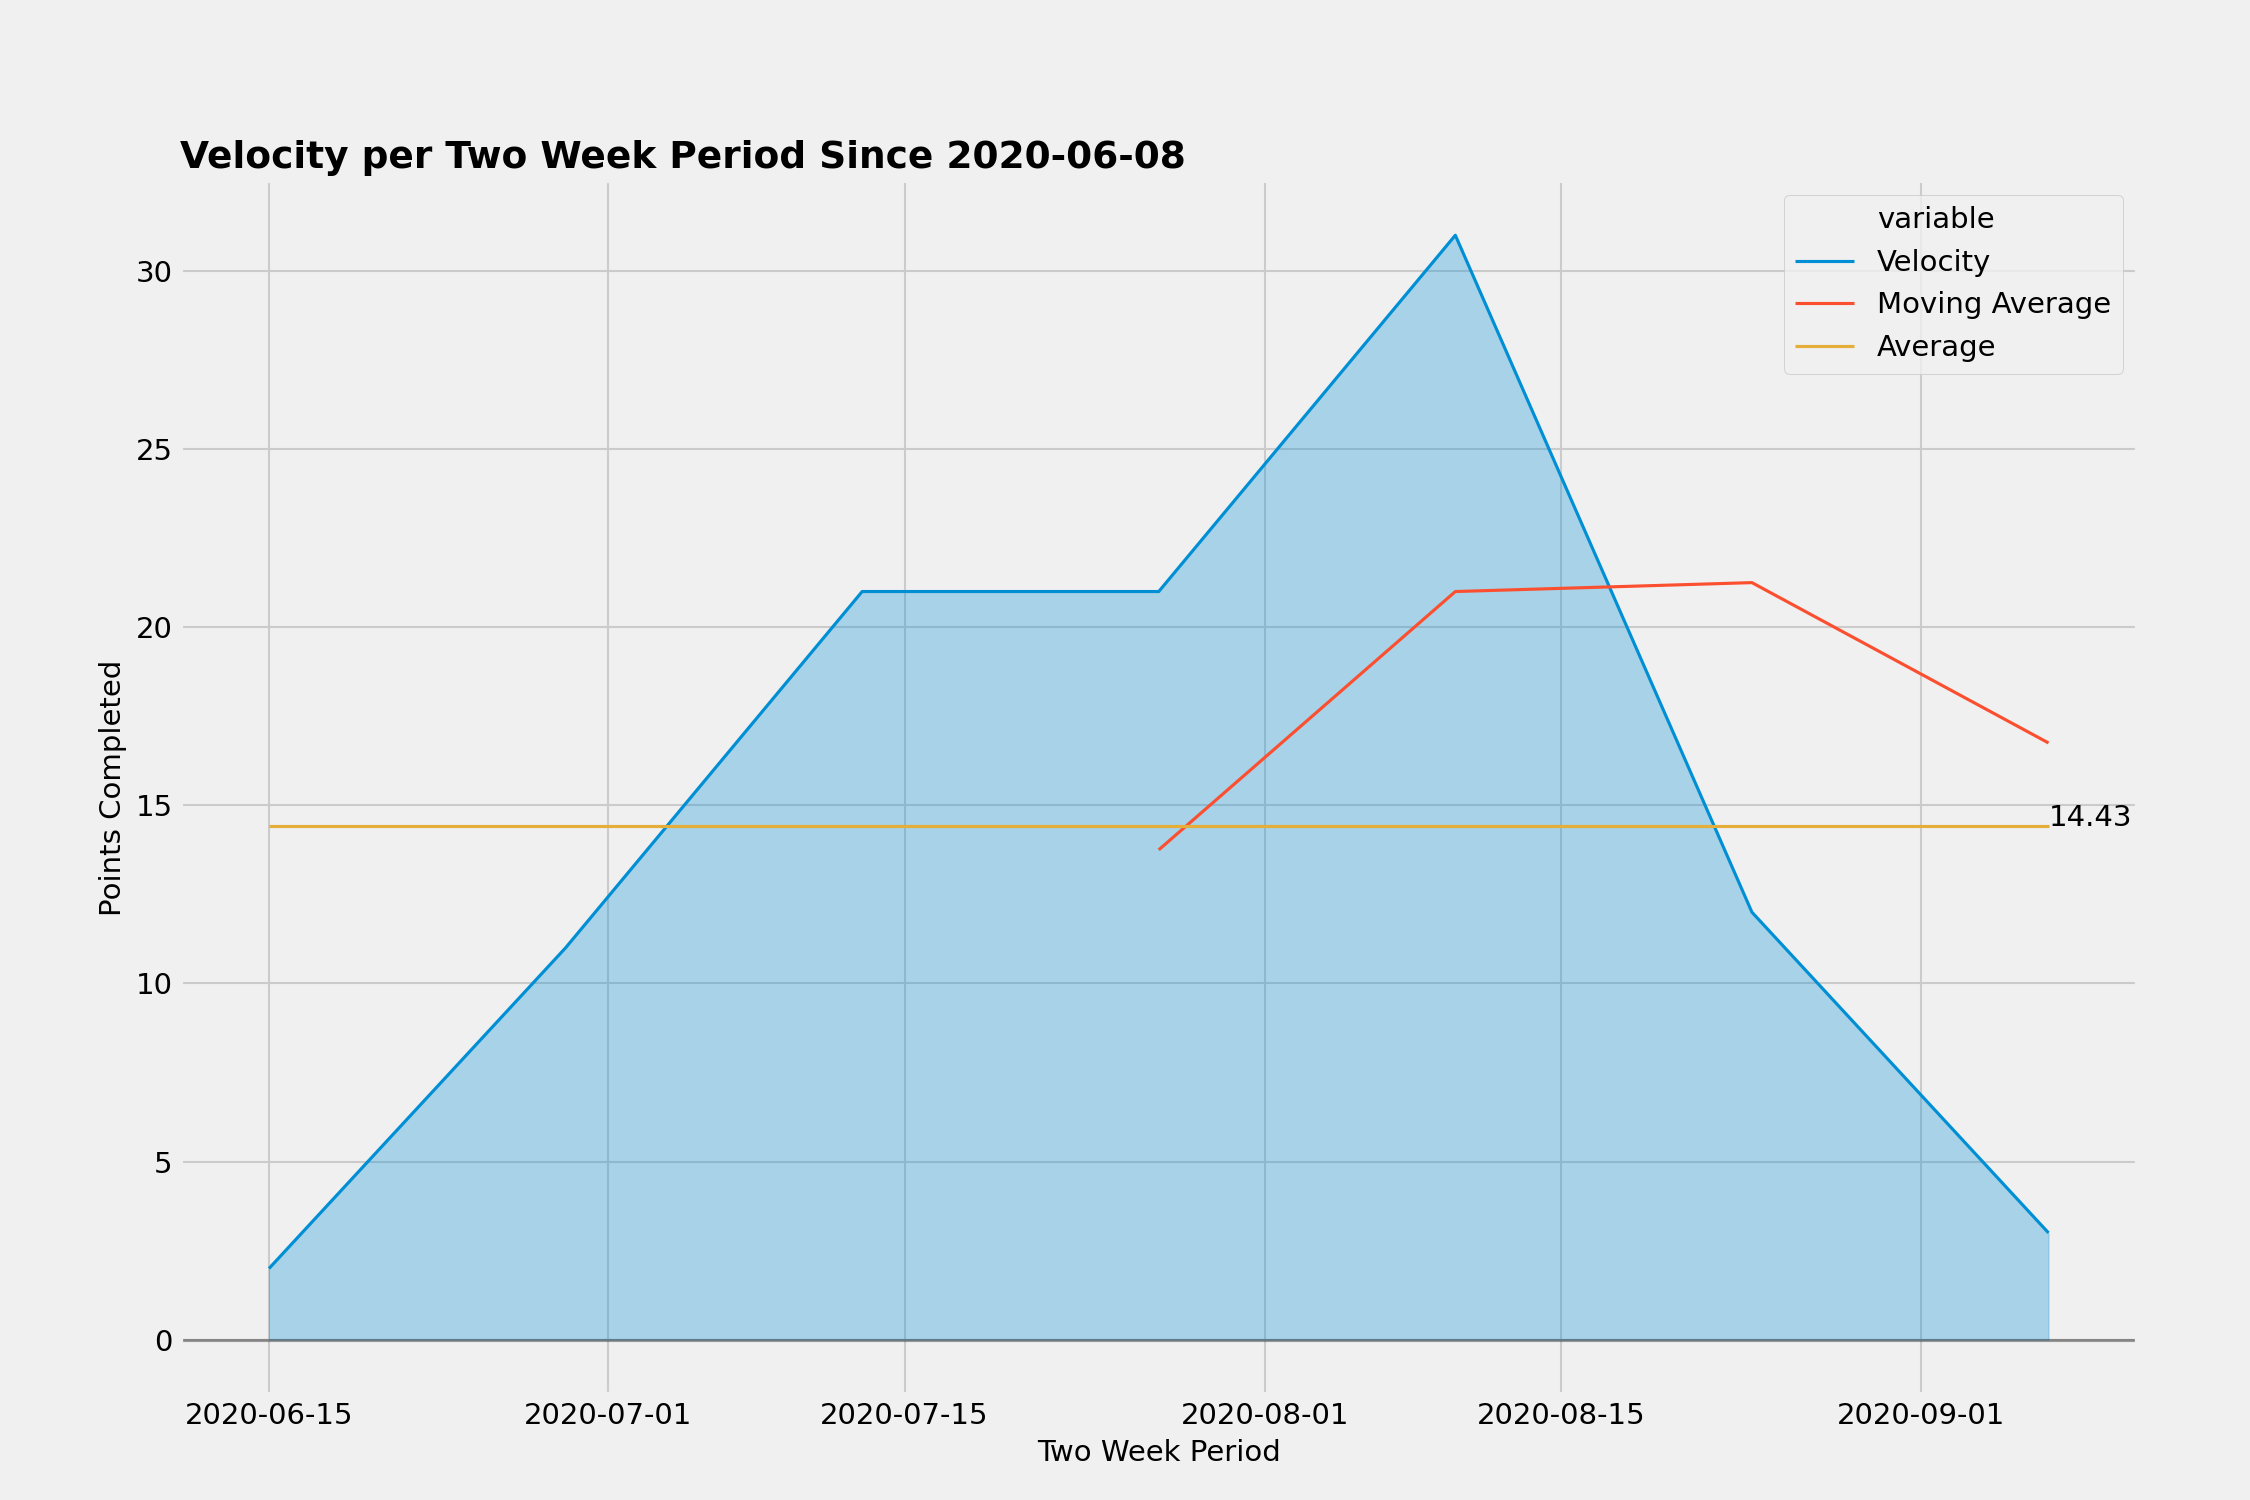 Velocity per Two Week Period Since 2020-06-08
variable
Velocity
Moving Average
Average
30
25
20
15
10
5
0
Points Completed
14.43
2020-06-15
2020-07-01
2020-07-15
2020-08-01
2020-08-15
2020-09-01
Two Week Period